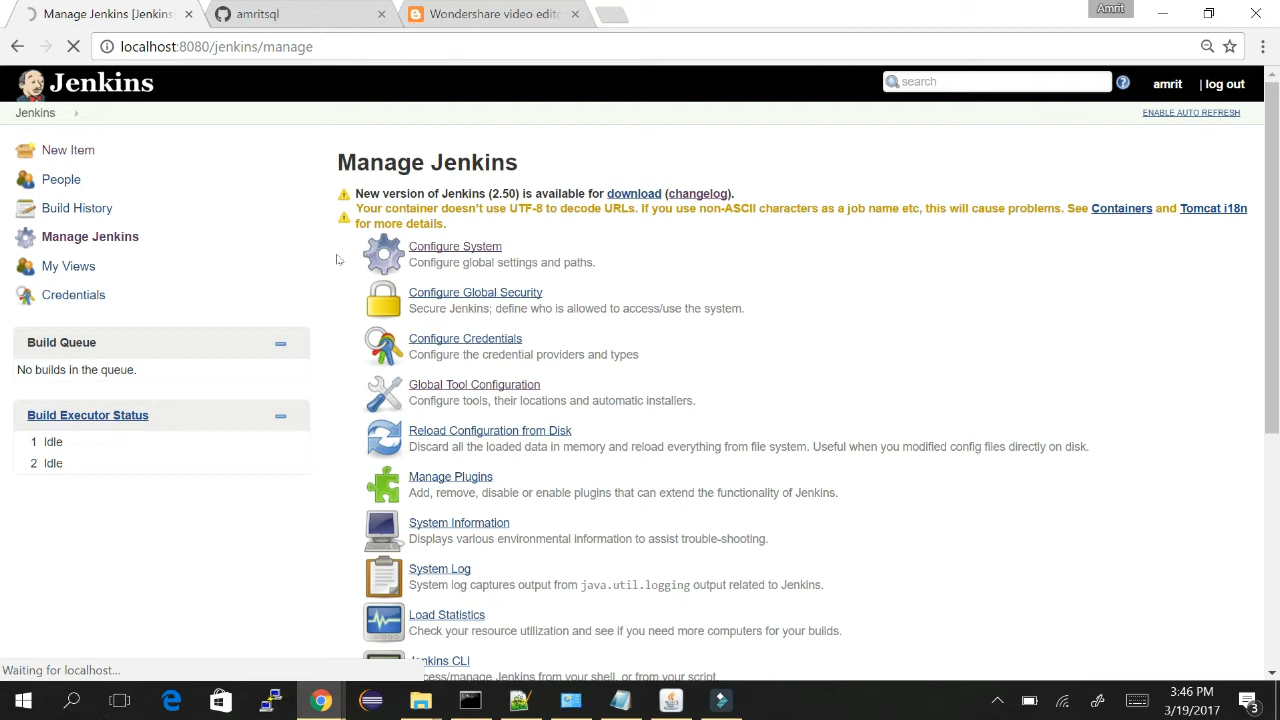 Manage Jenkins [Jenkins
amritsql
Wondershare video edit
Amrit
localhost:8080/jenkins/manage
Jenkins
search
amrit
| log out
Jenkins
ENABLE AUTO REFRESH
New Item
People
Build History
Manage Jenkins
My Views
Credentials
Build Queue
No builds in the queue.
Build Executor Status
1 Idle
2 Idle
Manage Jenkins
New version of Jenkins (2.50) is available for download (changelog).
Your container doesn't use UTF-8 to decode URLs. If you use non-ASCII characters as a job name etc, this will cause problems. See Containers and Tomcat i18n
for more details.
Configure System
Configure global settings and paths.
Configure Global Security
Secure Jenkins; define who is allowed to access/use the system.
Configure Credentials
Configure the credential providers and types
Global Tool Configuration
Configure tools, their locations and automatic installers.
Reload Configuration from Disk
Discard all the loaded data in memory and reload everything from file system. Useful when you modified config files directly on disk.
Manage Plugins
Add, remove, disable or enable plugins that can extend the functionality of Jenkins.
System Information
Displays various environmental information to assist trouble-shooting.
System Log
System log captures output from java.util.logging output related to Jenkins.
Load Statistics
Check your resource utilization and see if you need more computers for your builds.
Jenkins CLI
ccess/manage Jenkins from your shell, or from your script.
Waiting for localhost...
3:46 PM
3/19/2017
3